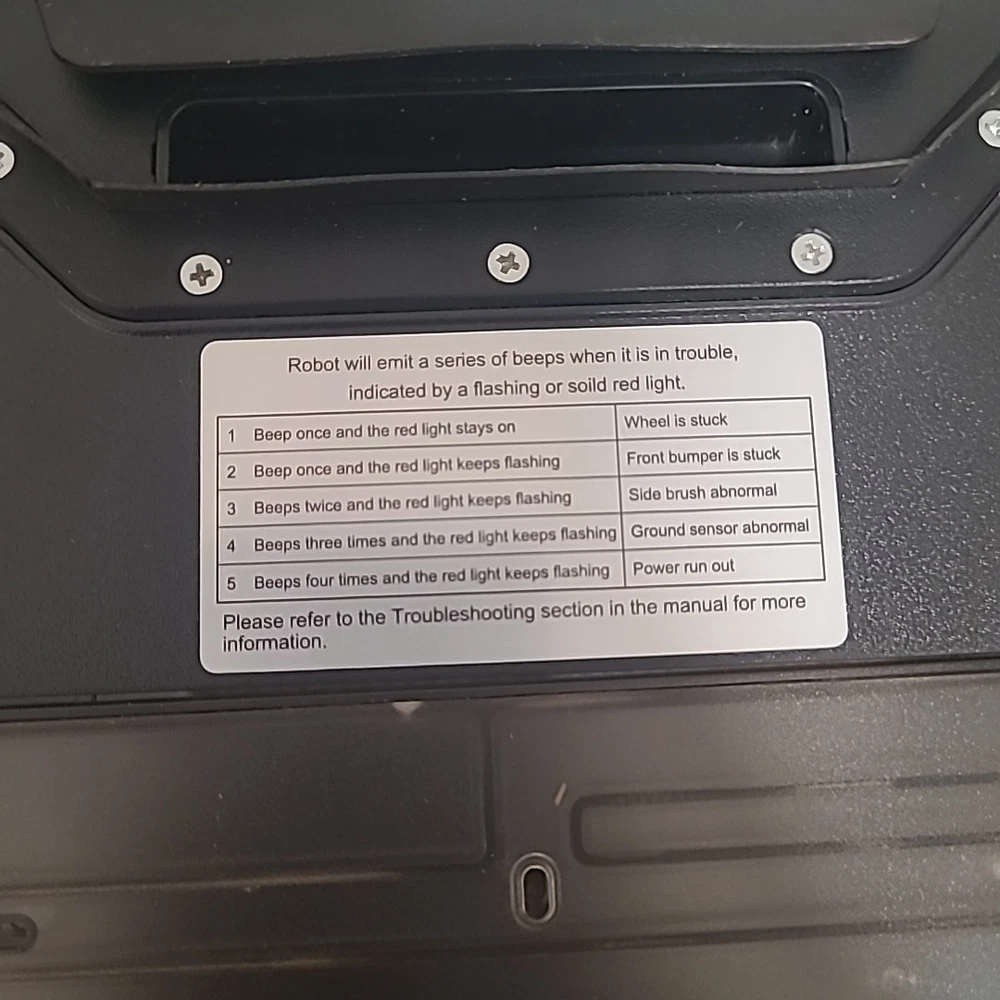 Robot will emit a series of beeps when it is in trouble,
indicated by a flashing or soild red light.
1 Beep once and the red light stays on Wheel is stuck
2 Beep once and the red light keeps flashing Front bumper is stuck
3 Beeps twice and the red light keeps flashing Side brush abnormal
4 Beeps three times and the red light keeps flashing Ground sensor abnormal
5 Beeps four times and the red light keeps flashing Power run out
Please refer to the Troubleshooting section in the manual for more
information.